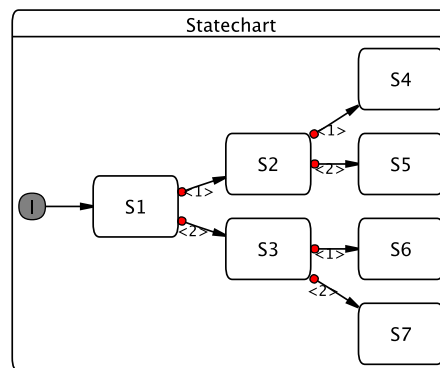 Statechart
S4
<1>
S2
S5
<2>
I
S1
<1>
<2>
S3
S6
<1>
<2>
S7